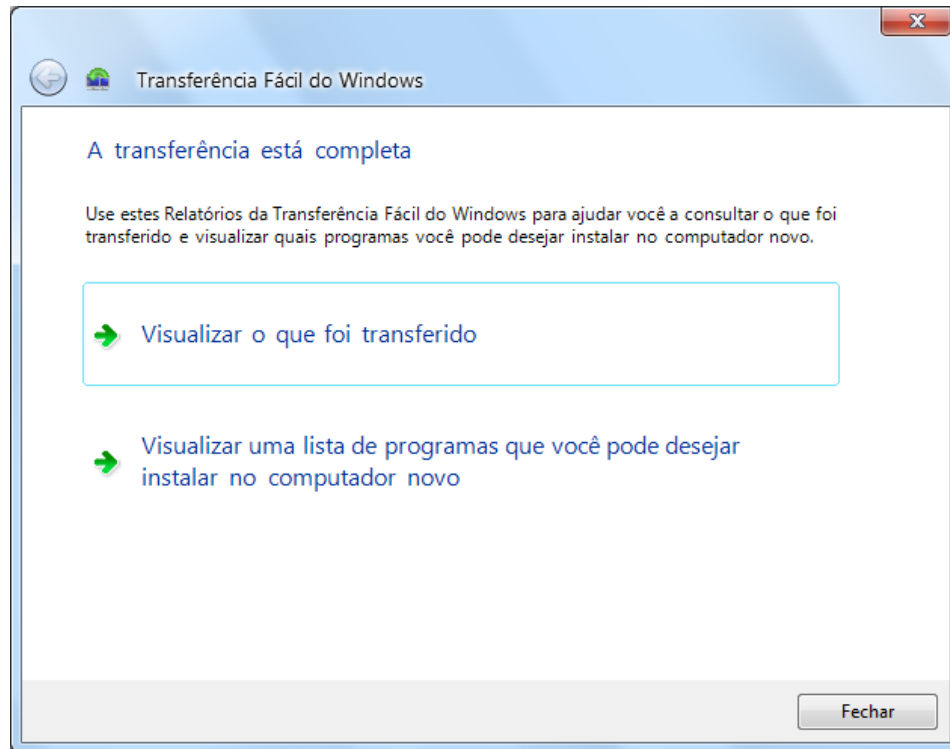 Transferência Fácil do Windows
A transferência está completa
Use estes Relatórios da Transferência Fácil do Windows para ajudar você a consultar o que foi
transferido e visualizar quais programas você pode desejar instalar no computador novo.
Visualizar o que foi transferido
Visualizar uma lista de programas que você pode desejar
instalar no computador novo
Fechar